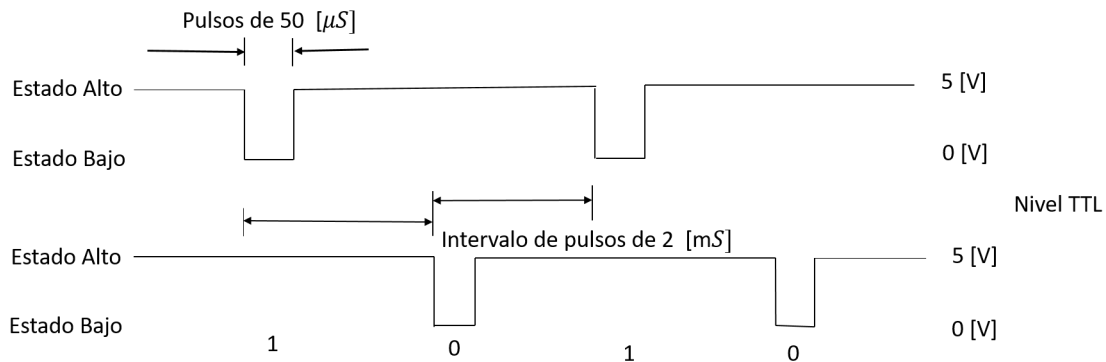 Pulsos de 50 [μS]
Estado Alto
5 [V]
Estado Bajo
0 [V]
Nivel TTL
Intervalo de pulsos de 2 [mS]
Estado Alto
5 [V]
Estado Bajo
0 [V]
1 0 1 0